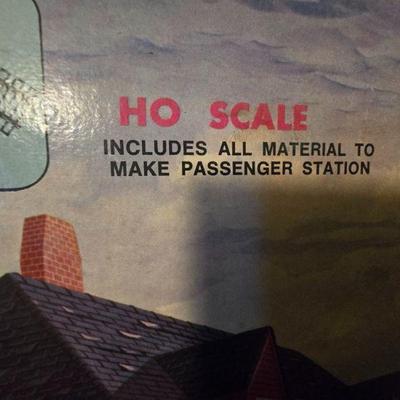 HO SCALE
INCLUDES ALL MATERIAL TO
MAKE PASSENGER STATION